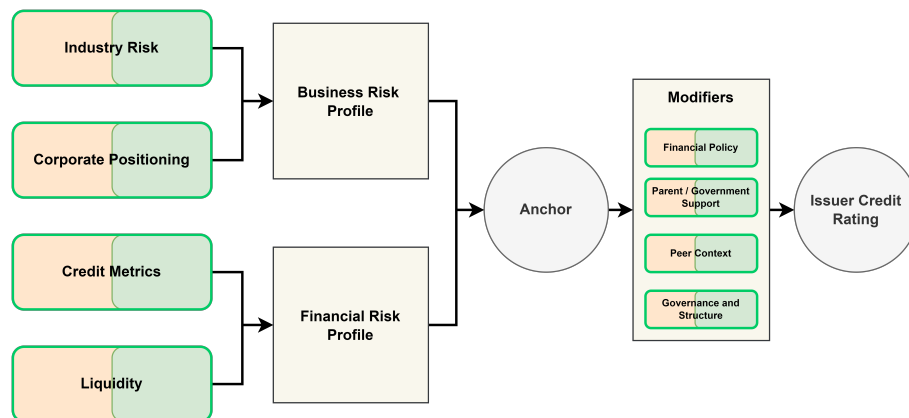 Industry Risk
Corporate Positioning
Business Risk
Profile
Credit Metrics
Liquidity
Financial Risk
Profile
Anchor
Modifiers
Financial Policy
Parent / Government
Support
Peer Context
Governance and
Structure
Issuer Credit
Rating